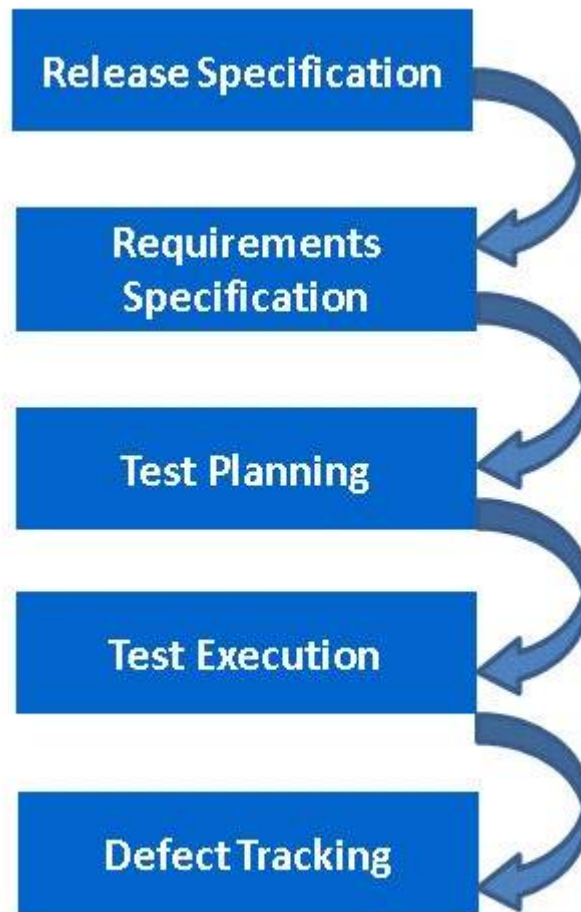 Release Specification
Requirements
Specification
Test Planning
Test Execution
Defect Tracking